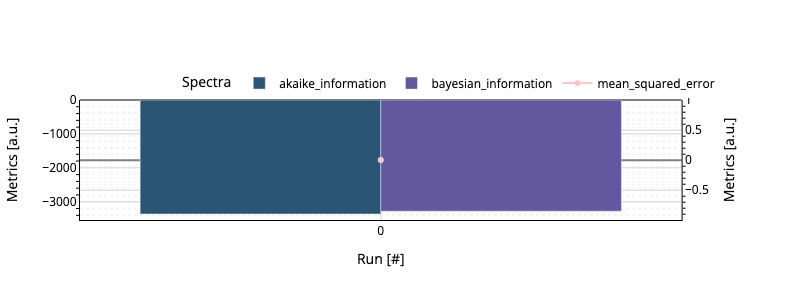 Spectra akaike_information bayesian_information mean_squared_error
0
−1000
−2000
−3000
Metrics [a.u.]
0.5
0
−0.5
Metrics [a.u.]
0
Run [#]